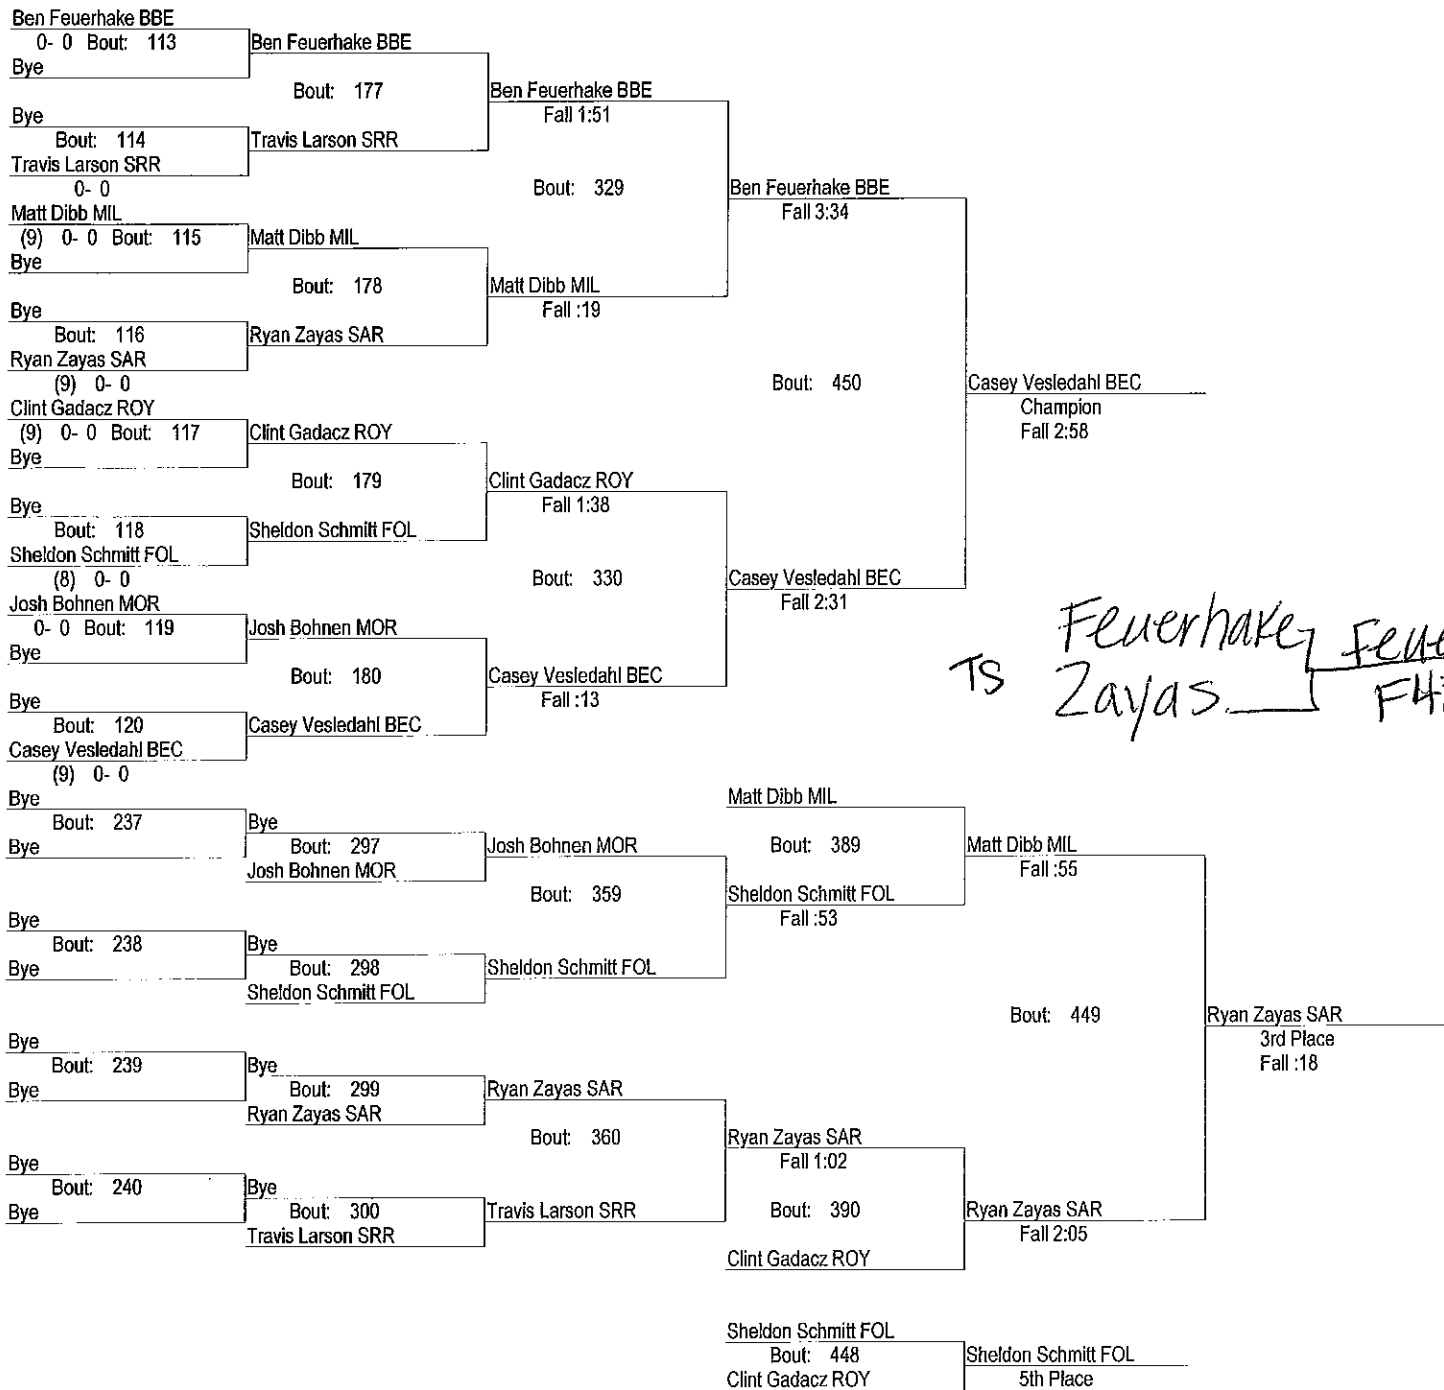 Ben Feuerhake BBE
0- 0 Bout: 113
Bye
Ben Feuerhake BBE
Bout: 177
Bye
Bout: 114
Travis Larson SRR
0- 0
Travis Larson SRR
Ben Feuerhake BBE
Fall 1:51
Bout: 329
Matt Dibb MIL
(9) 0- 0 Bout: 115
Bye
Matt Dibb MIL
Bout: 178
Bye
Bout: 116
Ryan Zayas SAR
(9) 0- 0
Ryan Zayas SAR
Matt Dibb MIL
Fall :19
Ben Feuerhake BBE
Fall 3:34
Bout: 450
Clint Gadacz ROY
(9) 0- 0 Bout: 117
Bye
Clint Gadacz ROY
Bout: 179
Bye
Bout: 118
Sheldon Schmitt FOL
(8) 0- 0
Sheldon Schmitt FOL
Clint Gadacz ROY
Fall 1:38
Bout: 330
Josh Bohnen MOR
0- 0 Bout: 119
Bye
Josh Bohnen MOR
Bout: 180
Bye
Bout: 120
Casey Vesledahl BEC
(9) 0- 0
Casey Vesledahl BEC
Casey Vesledahl BEC
Fall :13
Casey Vesledahl BEC
Fall 2:31
Casey Vesledahl BEC
Champion
Fall 2:58
TS
Feuerhake
Zayas
Feue
F4:
Bye
Bout: 237
Bye
Bye
Bout: 297
Josh Bohnen MOR
Josh Bohnen MOR
Bout: 359
Bye
Bout: 238
Bye
Bye
Bout: 298
Sheldon Schmitt FOL
Sheldon Schmitt FOL
Matt Dibb MIL
Bout: 389
Sheldon Schmitt FOL
Fall :53
Matt Dibb MIL
Fall :55
Bout: 449
Bye
Bout: 239
Bye
Bye
Bout: 299
Ryan Zayas SAR
Ryan Zayas SAR
Bout: 360
Bye
Bout: 240
Bye
Bye
Bout: 300
Travis Larson SRR
Travis Larson SRR
Ryan Zayas SAR
Fall 1:02
Bout: 390
Clint Gadacz ROY
Ryan Zayas SAR
Fall 2:05
Ryan Zayas SAR
3rd Place
Fall :18
Sheldon Schmitt FOL
Bout: 448
Clint Gadacz ROY
Sheldon Schmitt FOL
5th Place